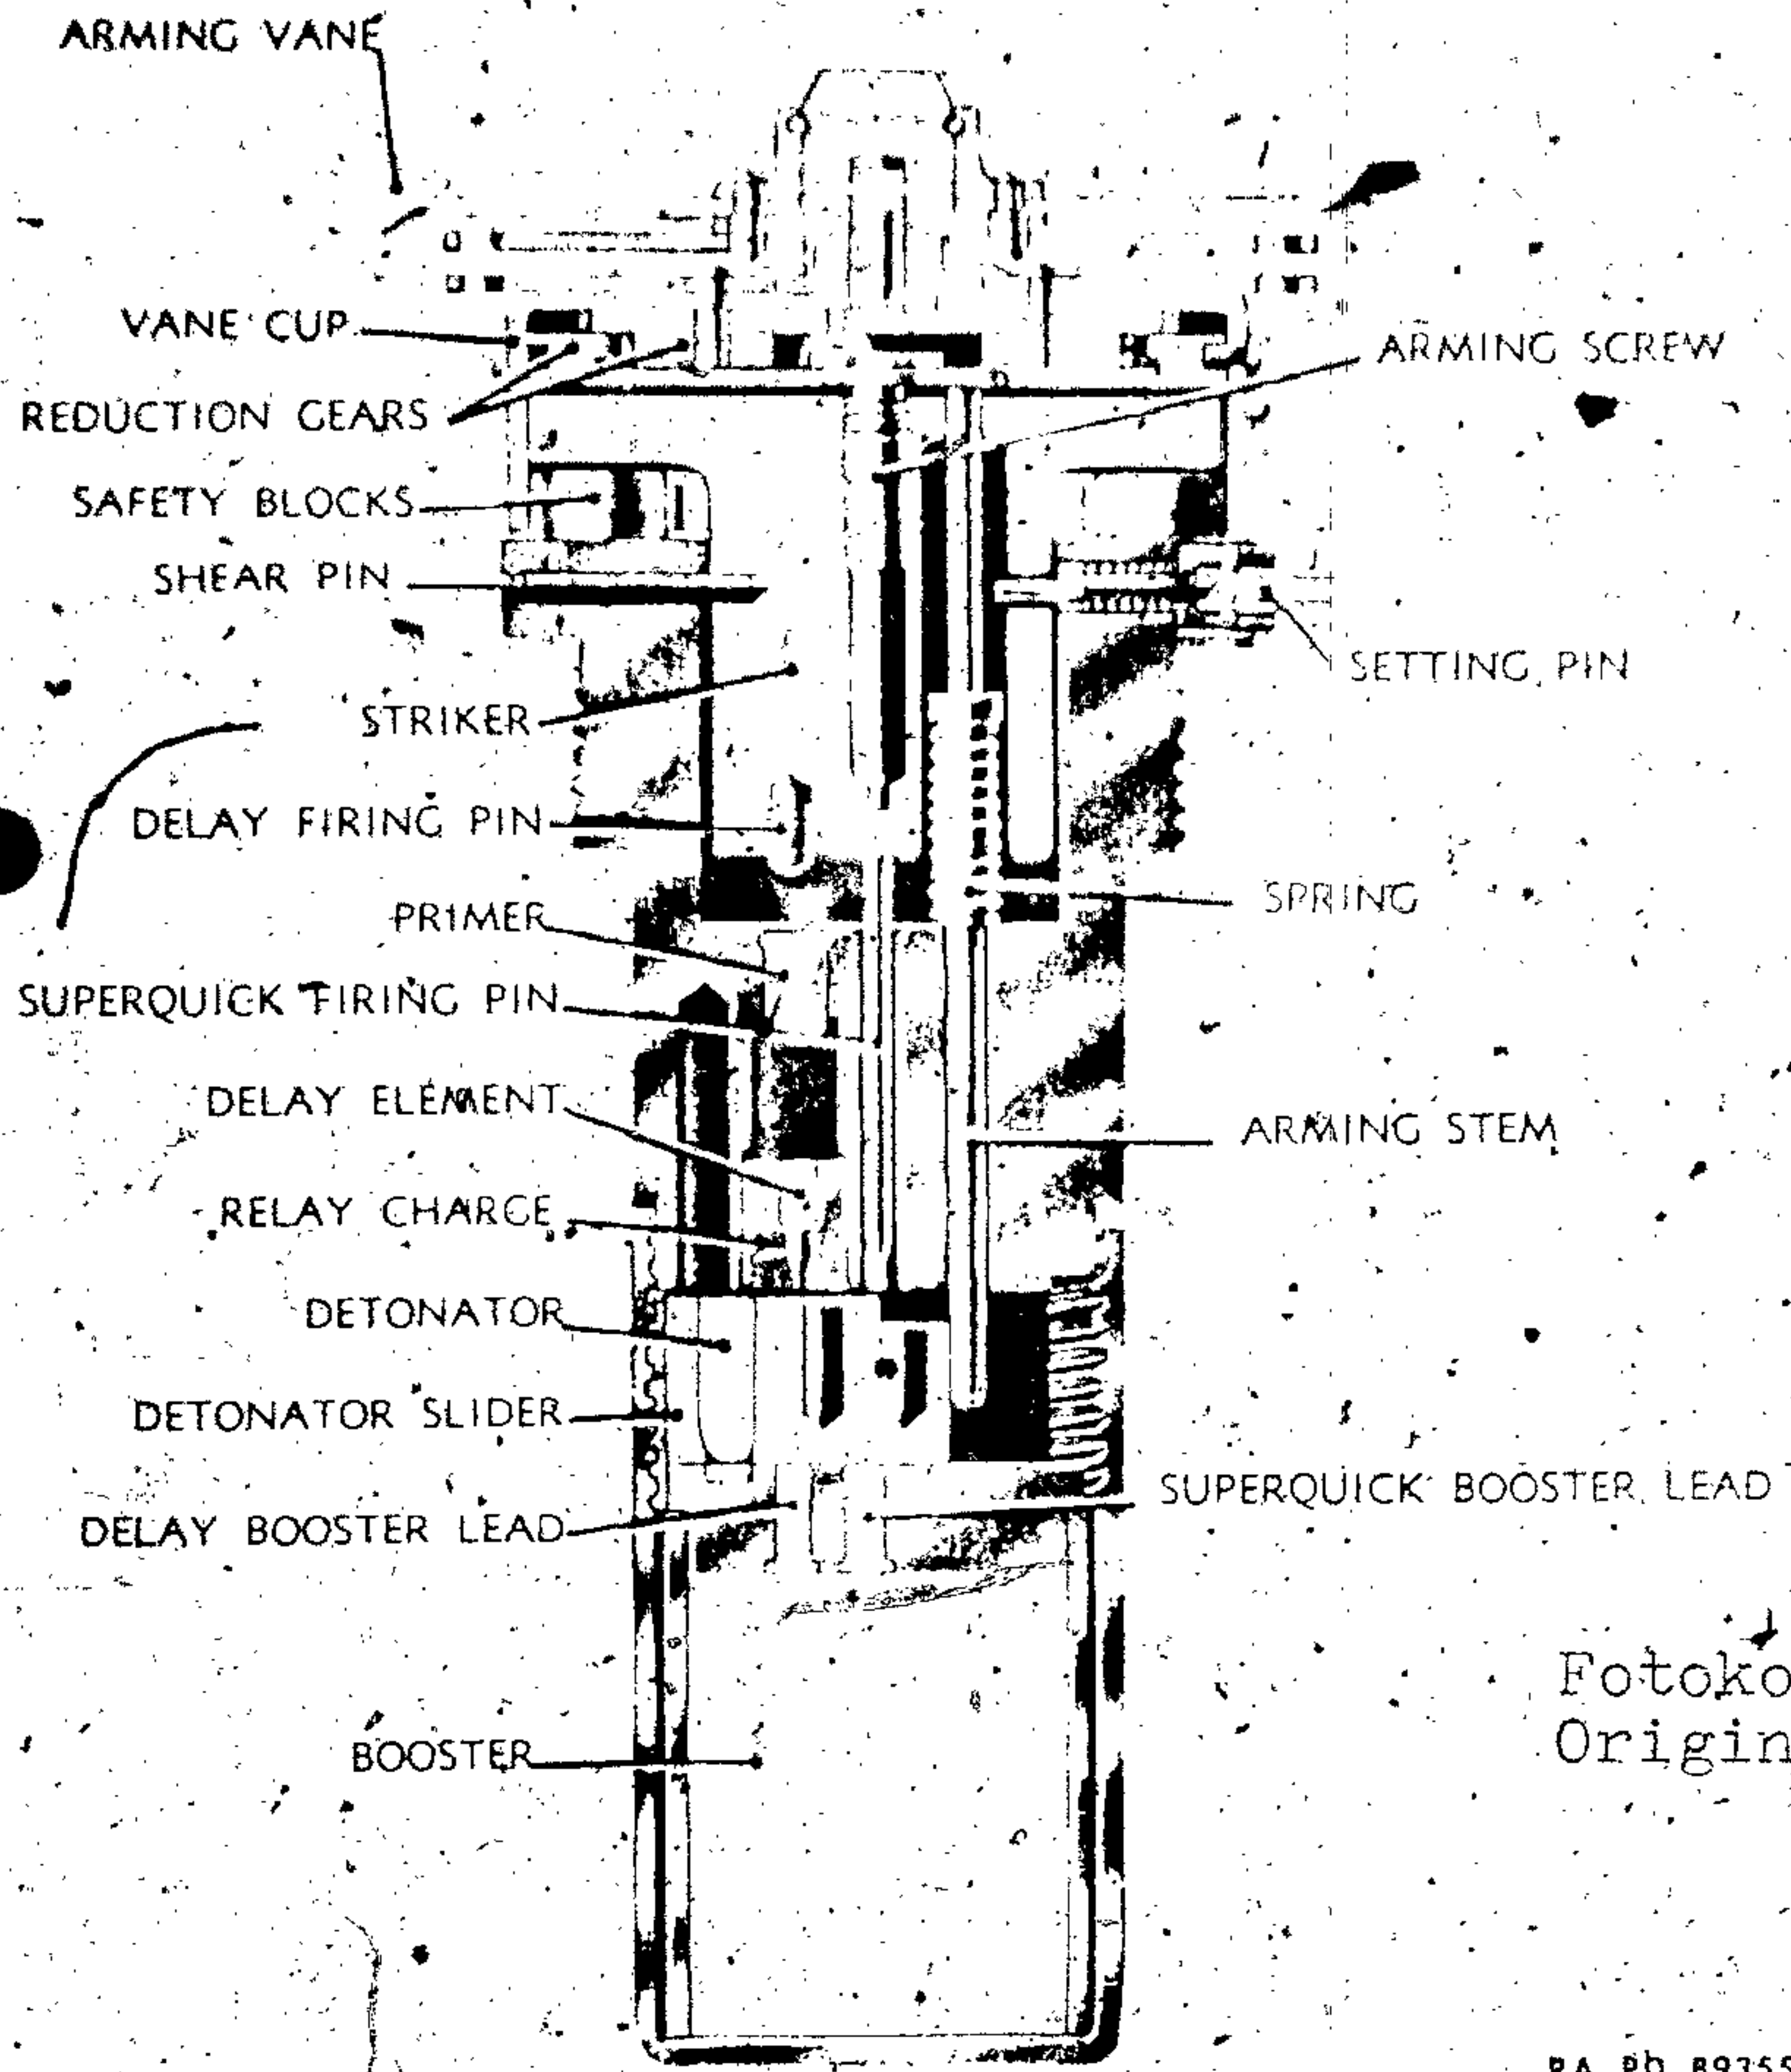 ARMING VANE
VANE CUP
ARMING SCREW
REDUCTION GEARS
SAFETY BLOCKS
SHEAR PIN
SETTING PIN
STRIKER
DELAY FIRING PIN
SPRING
PRIMER
SUPERQUICK FIRING PIN
DELAY ELEMENT
ARMING STEM
RELAY CHARGE
DETONATOR
DETONATOR SLIDER
SUPERQUICK BOOSTER LEAD
DELAY BOOSTER LEAD
Fotoko
Origin
BOOSTER
RA PD